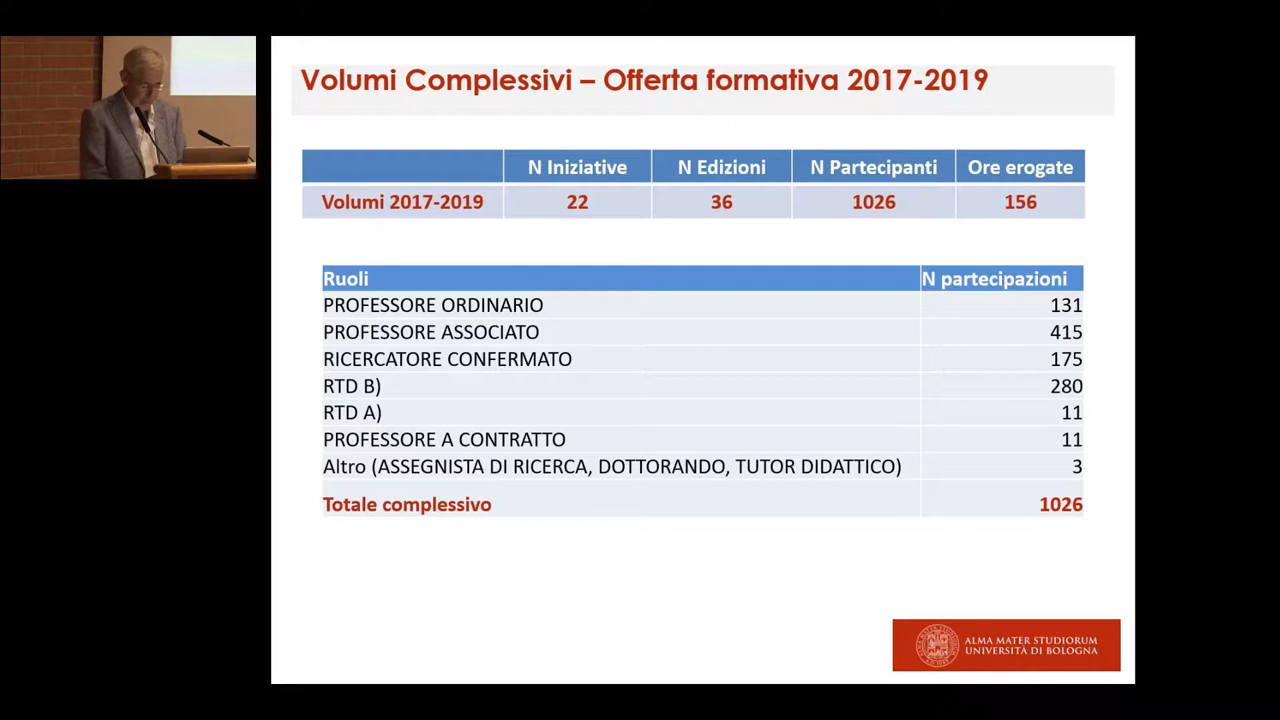 Volumi Complessivi – Offerta formativa 2017-2019
N Iniziative N Edizioni N Partecipanti Ore erogate
Volumi 2017-2019 22 36 1026 156
Ruoli N partecipazioni
PROFESSORE ORDINARIO 131
PROFESSORE ASSOCIATO 415
RICERCATORE CONFERMATO 175
RTD B) 280
RTD A) 11
PROFESSORE A CONTRATTO 11
Altro (ASSEGNISTA DI RICERCA, DOTTORANDO, TUTOR DIDATTICO) 3
Totale complessivo 1026
ALMA MATER STUDIORUM
UNIVERSITÀ DI BOLOGNA